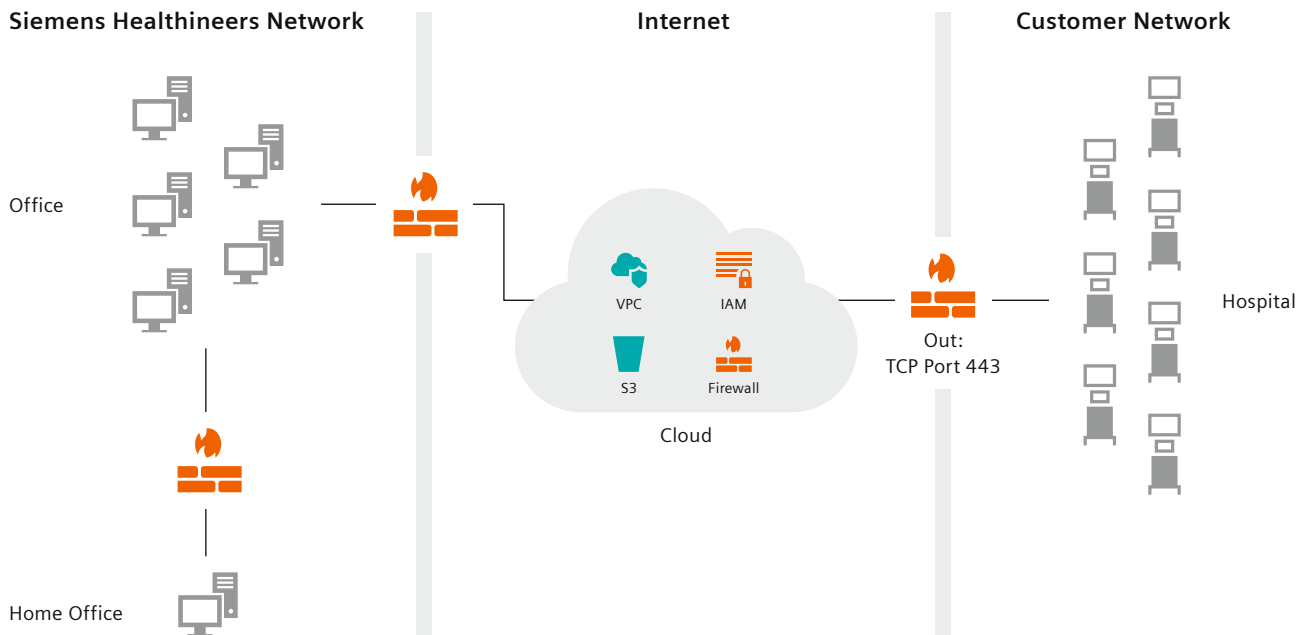 Siemens Healthineers Network
Internet
Customer Network
Office
VPC
IAM
Hospital
Out:
TCP Port 443
S3
Firewall
Cloud
Home Office